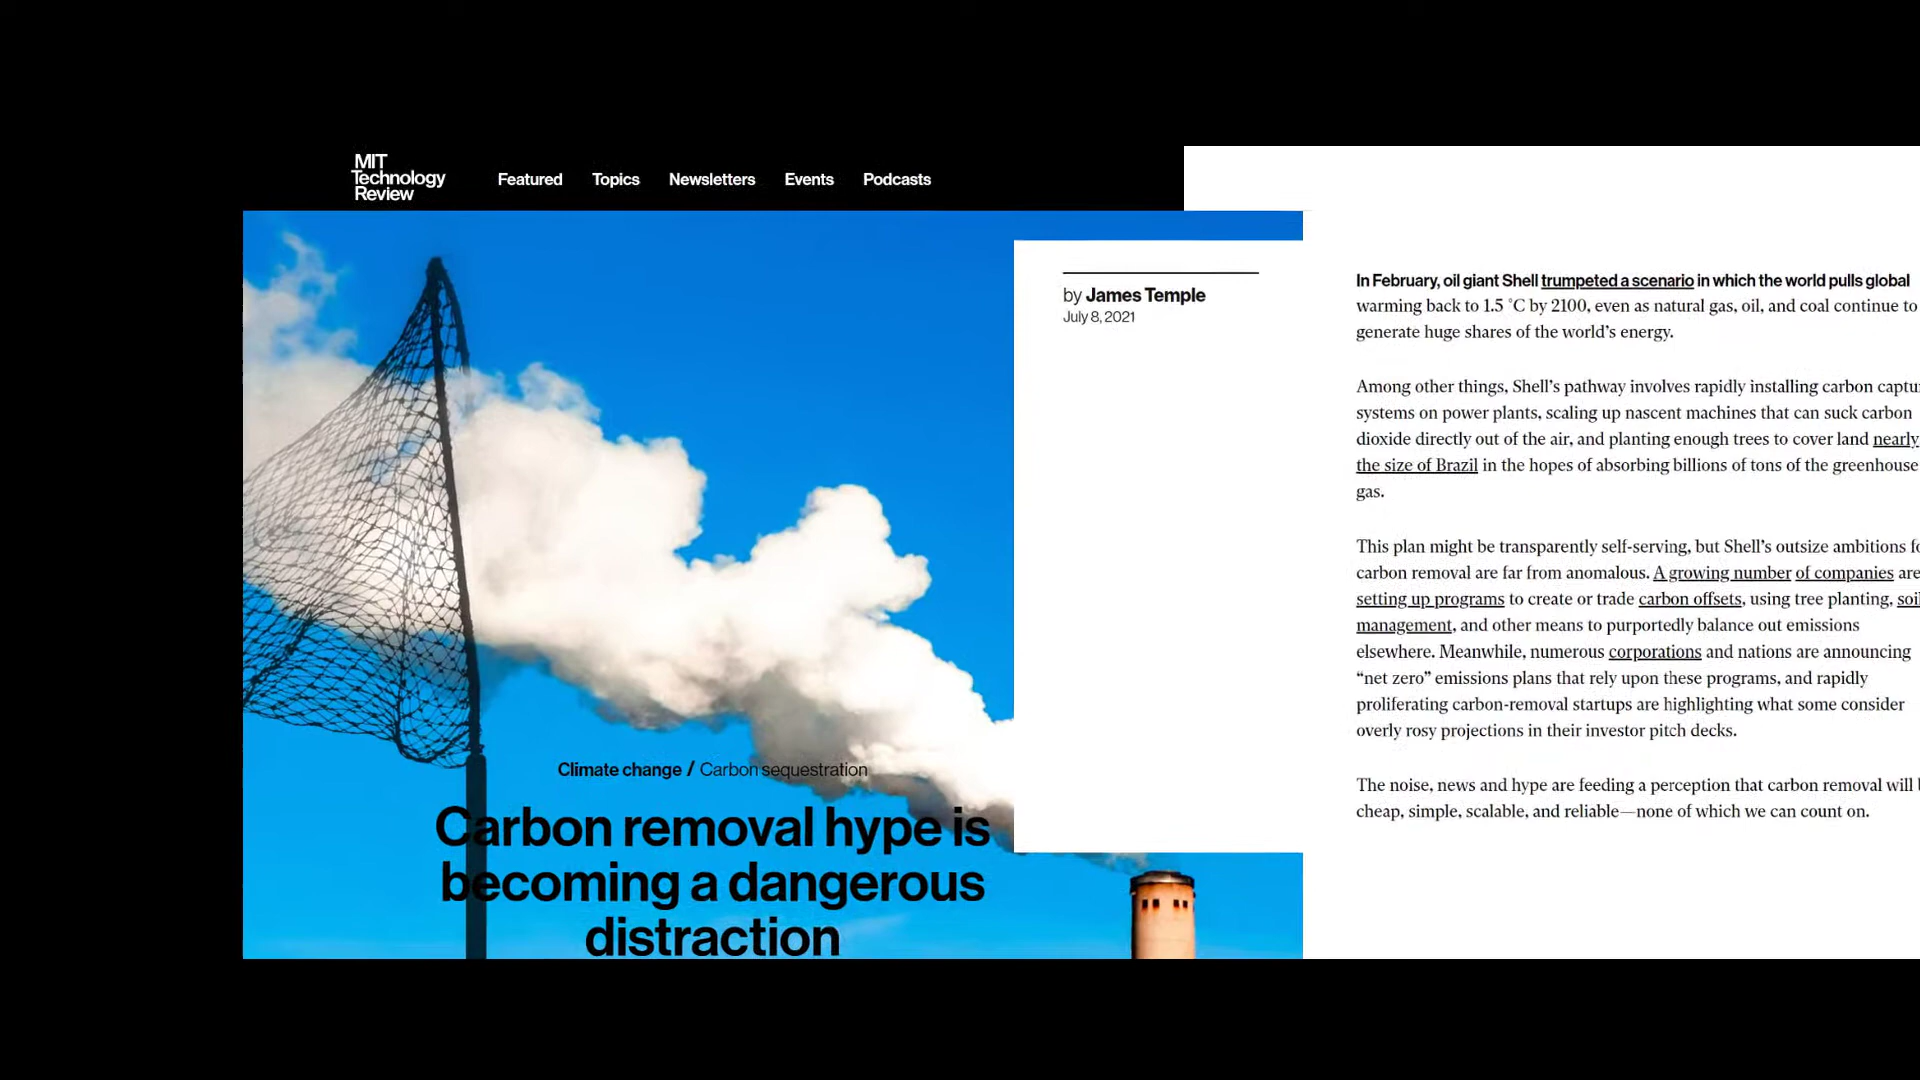 MIT
Technology
Review
Featured Topics Newsletters Events Podcasts
Climate change / Carbon sequestration
Carbon removal hype is
becoming a dangerous
distraction
by James Temple
July 8, 2021
In February, oil giant Shell trumpeted a scenario in which the world pulls global
warming back to 1.5 °C by 2100, even as natural gas, oil, and coal continue to
generate huge shares of the world’s energy.
Among other things, Shell’s pathway involves rapidly installing carbon captu
systems on power plants, scaling up nascent machines that can suck carbon
dioxide directly out of the air, and planting enough trees to cover land nearly
the size of Brazil in the hopes of absorbing billions of tons of the greenhouse
gas.
This plan might be transparently self-serving, but Shell’s outsize ambitions fo
carbon removal are far from anomalous. A growing number of companies are
setting up programs to create or trade carbon offsets, using tree planting, soil
management, and other means to purportedly balance out emissions
elsewhere. Meanwhile, numerous corporations and nations are announcing
“net zero” emissions plans that rely upon these programs, and rapidly
proliferating carbon-removal startups are highlighting what some consider
overly rosy projections in their investor pitch decks.
The noise, news and hype are feeding a perception that carbon removal will b
cheap, simple, scalable, and reliable—none of which we can count on.